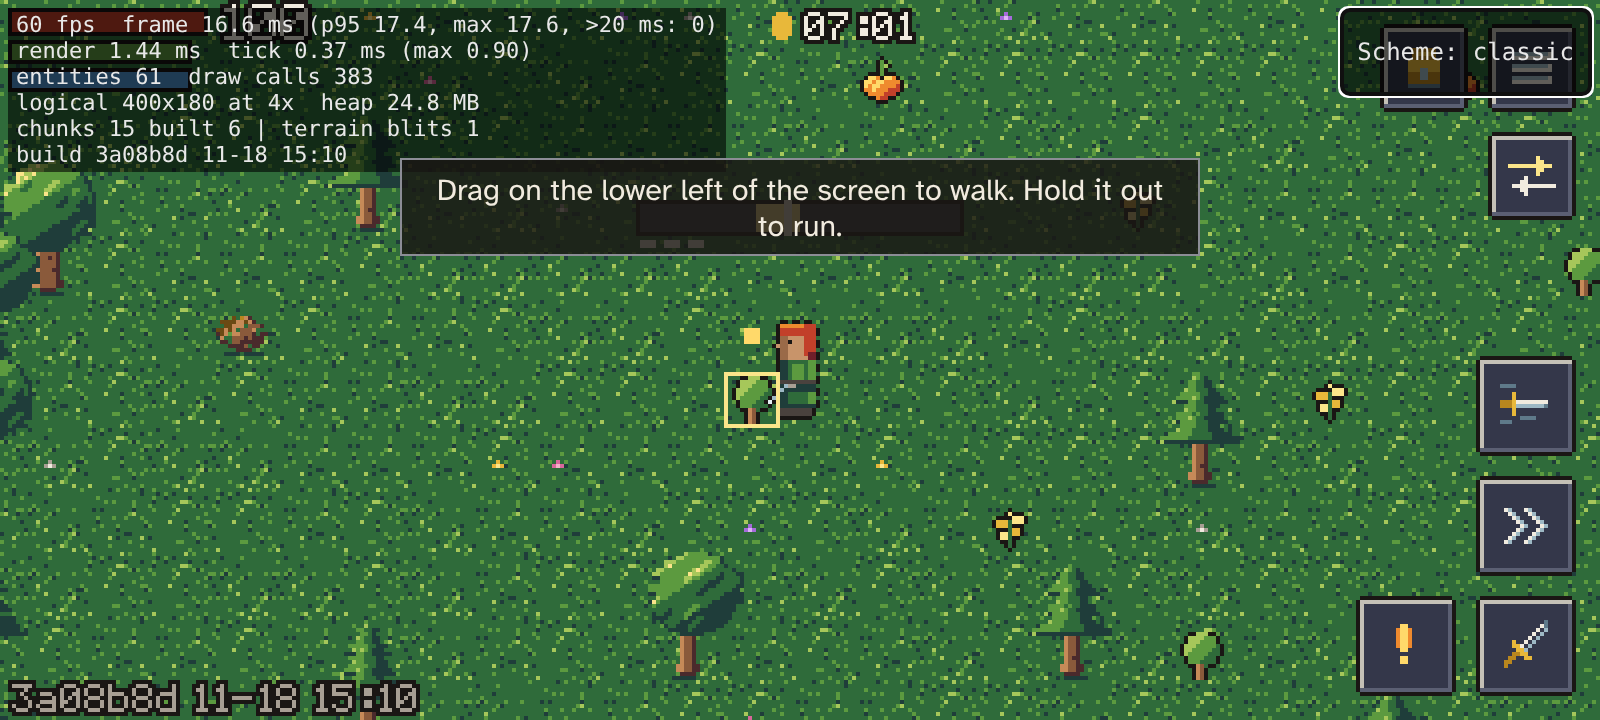 60 fps  frame 16.6 ms (p95 17.4, max 17.6, >20 ms: 0)
render 1.44 ms  tick 0.37 ms (max 0.90)
entities 61  draw calls 383
logical 400x180 at 4x  heap 24.8 MB
chunks 15 built 6 | terrain blits 1
build 3a08b8d 11-18 15:10
07:01
Scheme: classic
Drag on the lower left of the screen to walk. Hold it out
to run.
3a08b8d 11-18 15:10